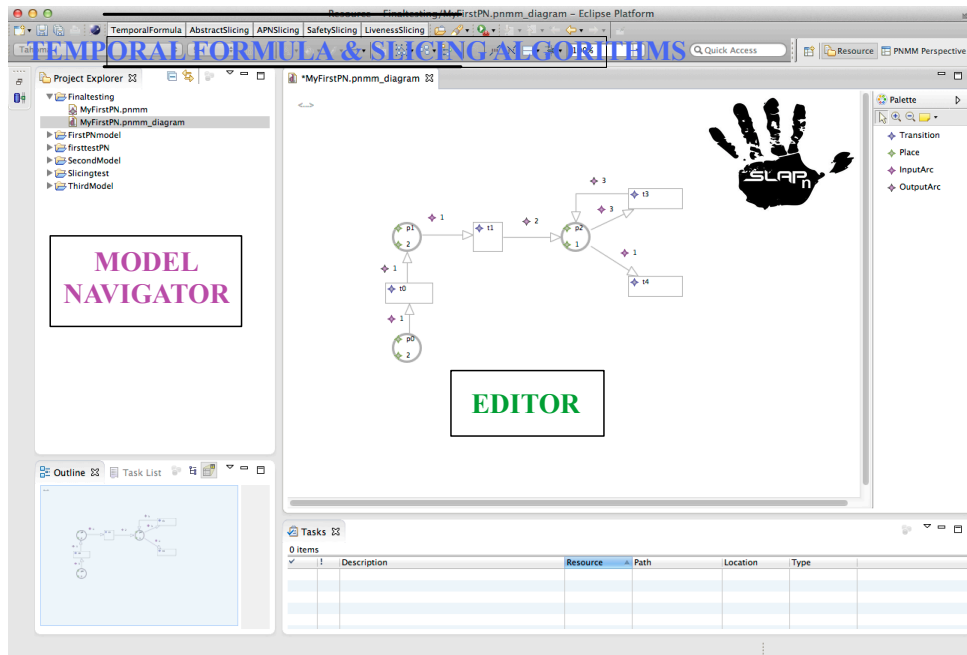 Resource - Finaltesting/MyFirstPN.pnmm_diagram - Eclipse Platform
TemporalFormula AbstractSlicing APNSlicing SafetySlicing LivenessSlicing
TEMPORAL FORMULA & SLICING ALGORITHMS
Quick Access
Resource PNMM Perspective
Project Explorer
Finaltesting
MyFirstPN.pnmm
MyFirstPN.pnmm_diagram
FirstPNmodel
firsttestPN
SecondModel
Slicingtest
ThirdModel
MODEL
NAVIGATOR
*MyFirstPN.pnmm_diagram
SLAPn
3
t3
3
p1
1
t1
2
p2
2
1
1
1
t0
t4
1
p0
2
EDITOR
Palette
Transition
Place
InputArc
OutputArc
Outline Task List
Tasks
0 items
! Description Resource Path Location Type